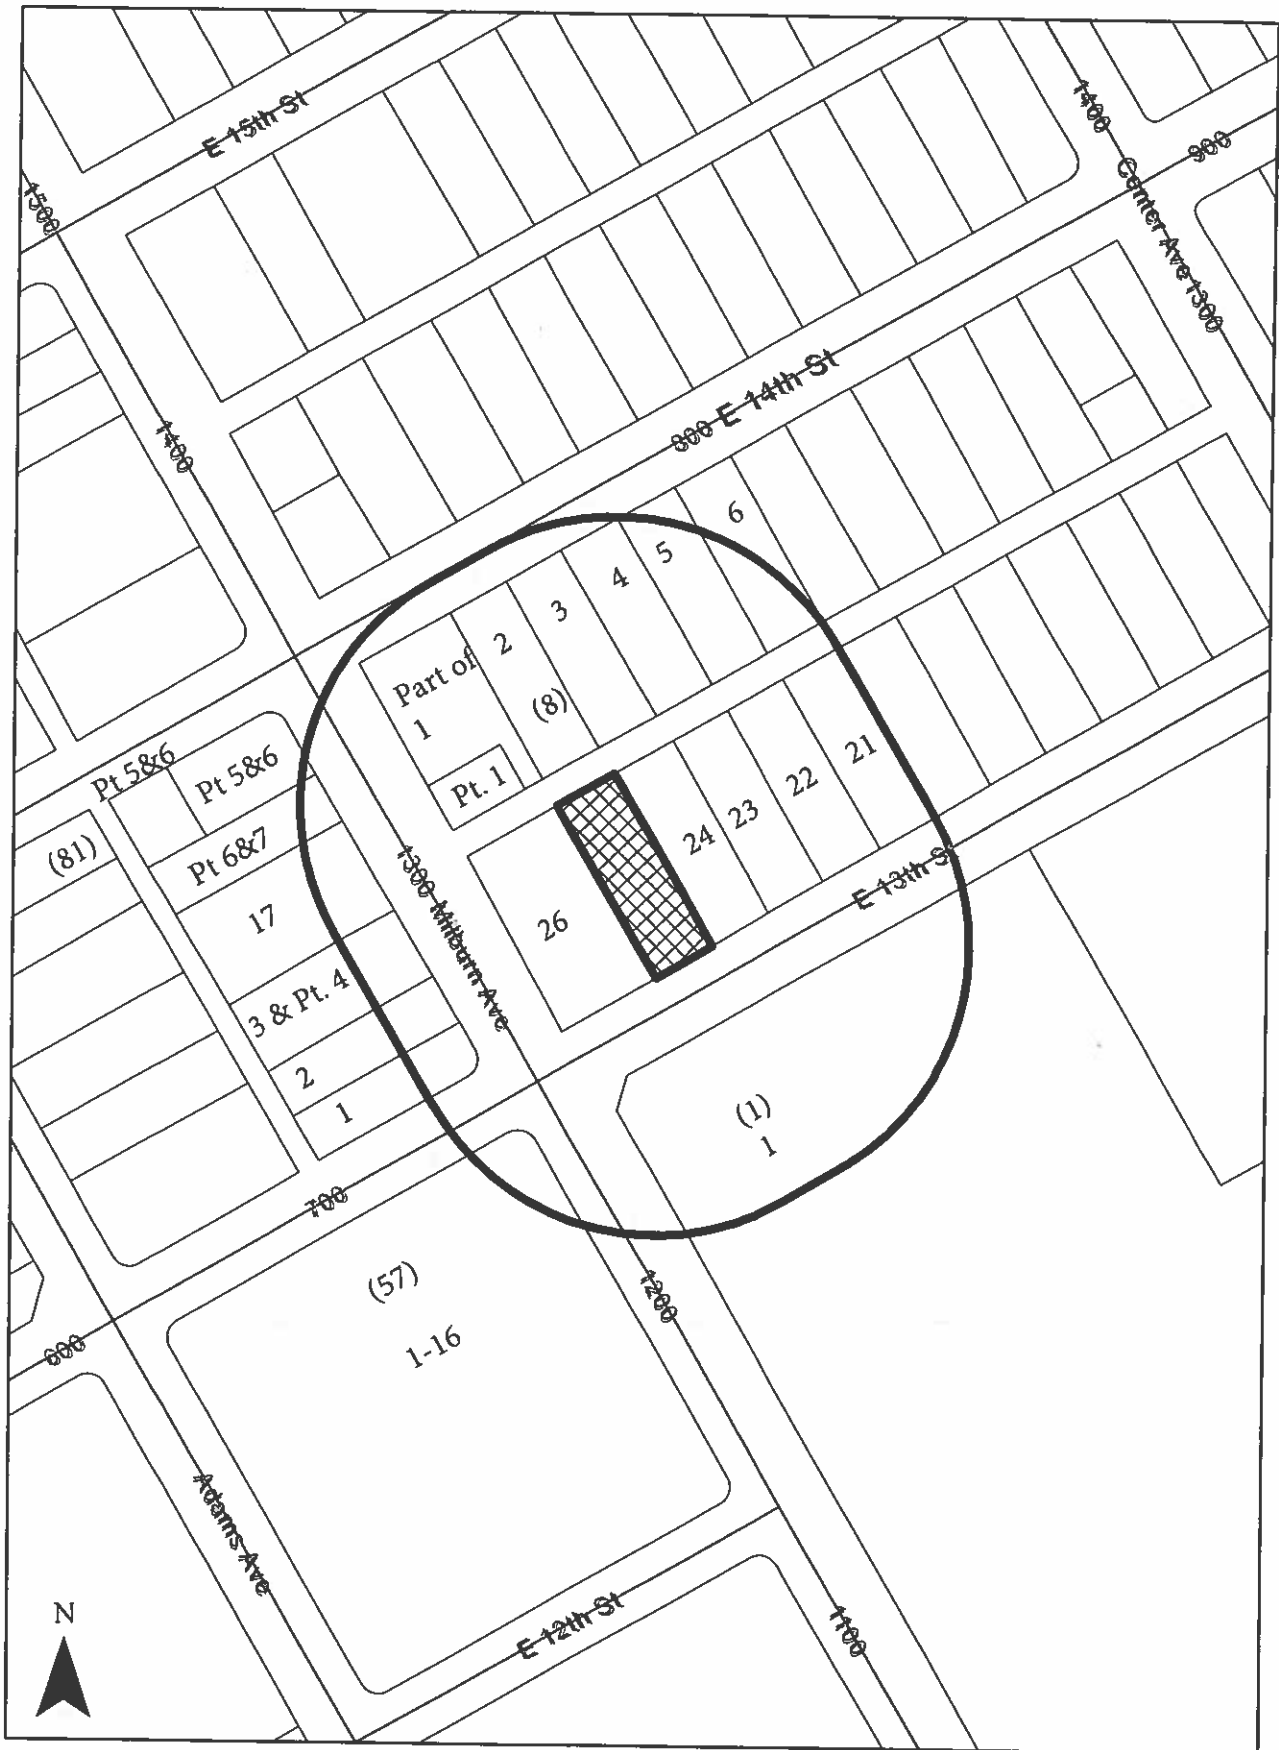 E 15th St
1400
900
1500
Center Ave 1300
E 14th St
800
1400
6
5
4
3
2
Part of
1
(8)
Pt. 1
Pt 5&6
Pt 5&6
21
22
23
24
(81)
Pt 6&7
17
1300 Milburn Ave
26
E 13th St
3 & Pt. 4
2
1
(1)
1
700
(57)
1-16
1200
600
Adams Ave
E 12th St
1100
N